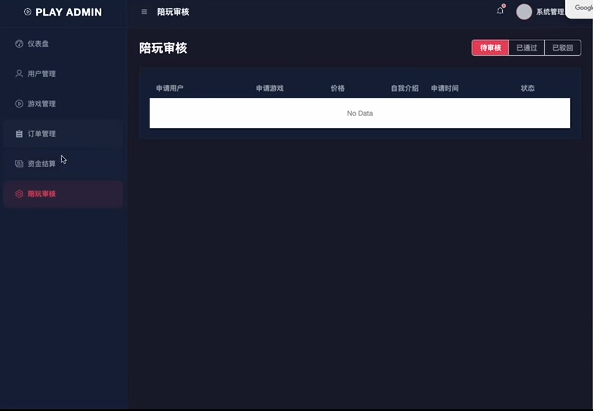 PLAY ADMIN
陪玩审核
系统管理
Google
仪表盘
用户管理
游戏管理
订单管理
资金结算
陪玩审核
陪玩审核
待审核 已通过 已驳回
申请用户 申请游戏 价格 自我介绍 申请时间 状态
No Data